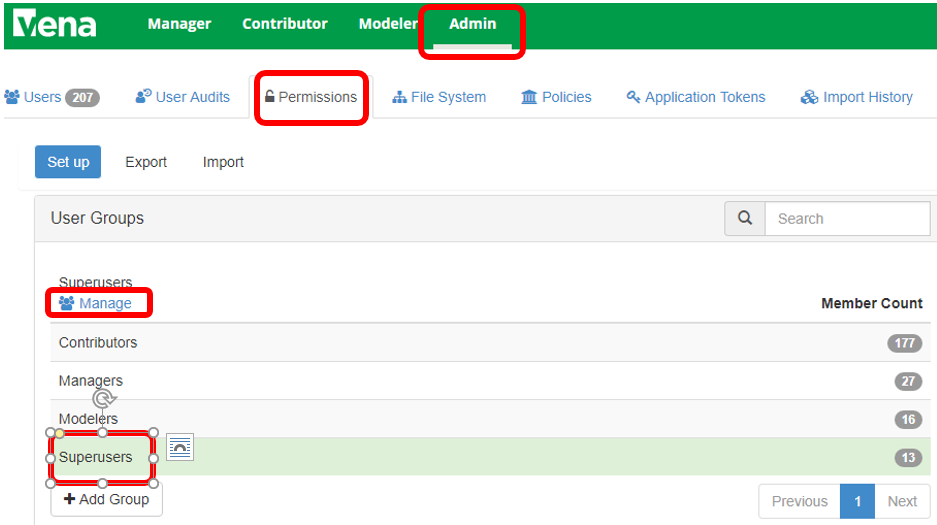 Vena Manager Contributor Modeler Admin
Users 207 User Audits Permissions File System Policies Application Tokens Import History
Set up Export Import
User Groups Search
Superusers
Manage Member Count
Contributors 177
Managers 27
Modelers 16
Superusers 13
+ Add Group Previous 1 Next